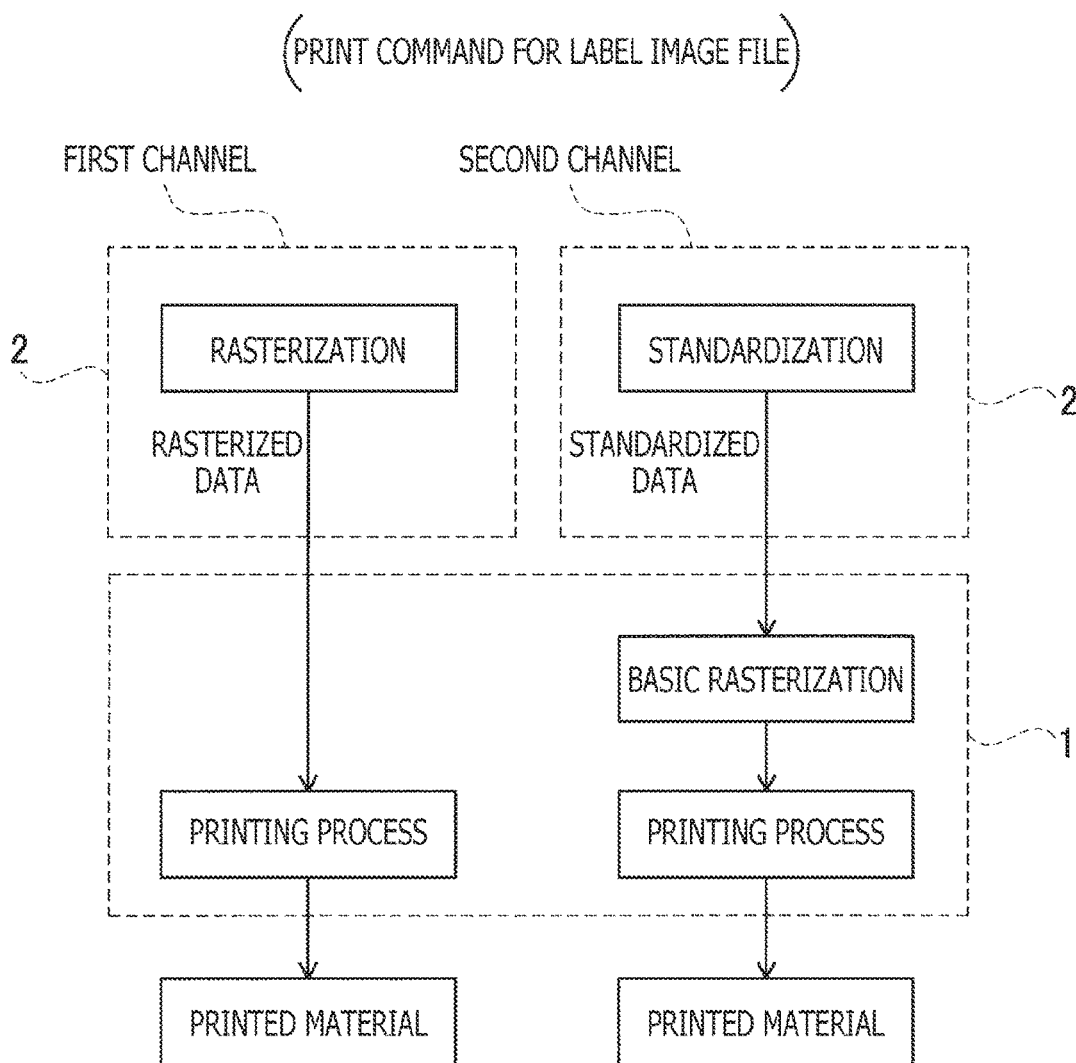 (PRINT COMMAND FOR LABEL IMAGE FILE)
FIRST CHANNEL
SECOND CHANNEL
RASTERIZATION
STANDARDIZATION
2
2
RASTERIZED
DATA
STANDARDIZED
DATA
BASIC RASTERIZATION
1
PRINTING PROCESS
PRINTING PROCESS
PRINTED MATERIAL
PRINTED MATERIAL